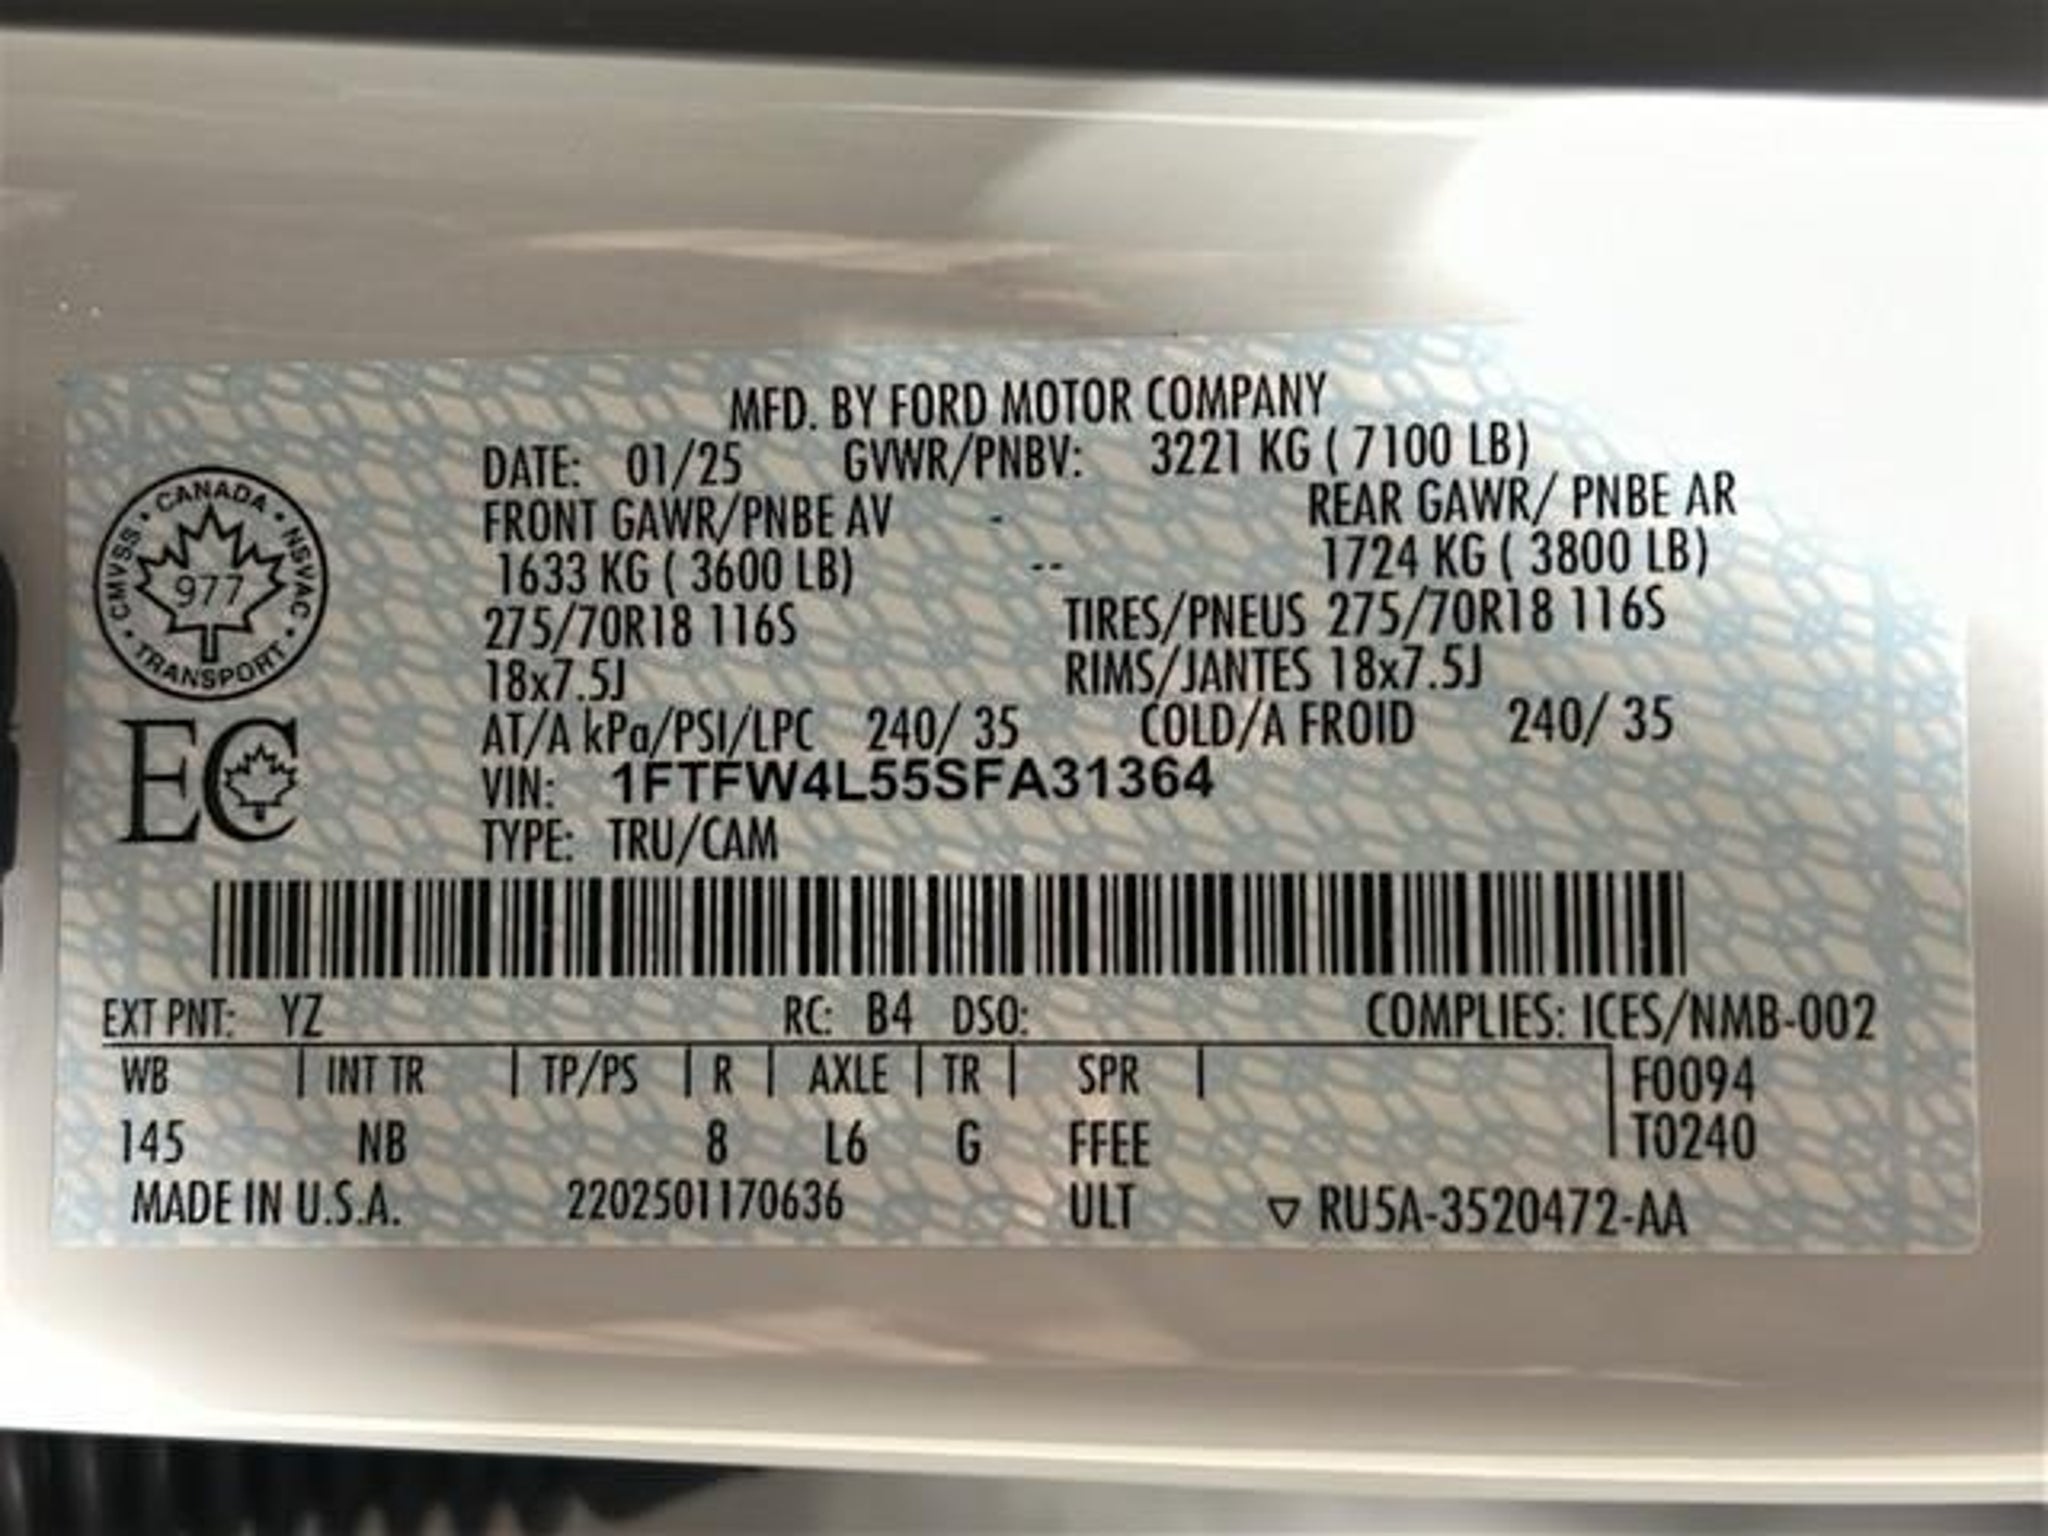 MFD. BY FORD MOTOR COMPANY
DATE: 01/25 GVWR/PNBV: 3221 KG ( 7100 LB)
FRONT GAWR/PNBE AV - REAR GAWR/ PNBE AR
1633 KG ( 3600 LB) -- 1724 KG ( 3800 LB)
275/70R18 116S TIRES/PNEUS 275/70R18 116S
18x7.5J RIMS/JANTES 18x7.5J
AT/A kPa/PSI/LPC 240/ 35 COLD/A FROID 240/ 35
VIN: 1FTFW4L55SFA31364
TYPE: TRU/CAM
CMVSS • CANADA • NSVAC • TRANSPORT •
977
EC
EXT PNT: YZ RC: B4 DSO: COMPLIES: ICES/NMB-002
WB | INT TR | TP/PS | R | AXLE | TR | SPR | F0094
145 NB 8 L6 G FFEE T0240
MADE IN U.S.A. 2202501170636 ULT ▽ RU5A-3520472-AA